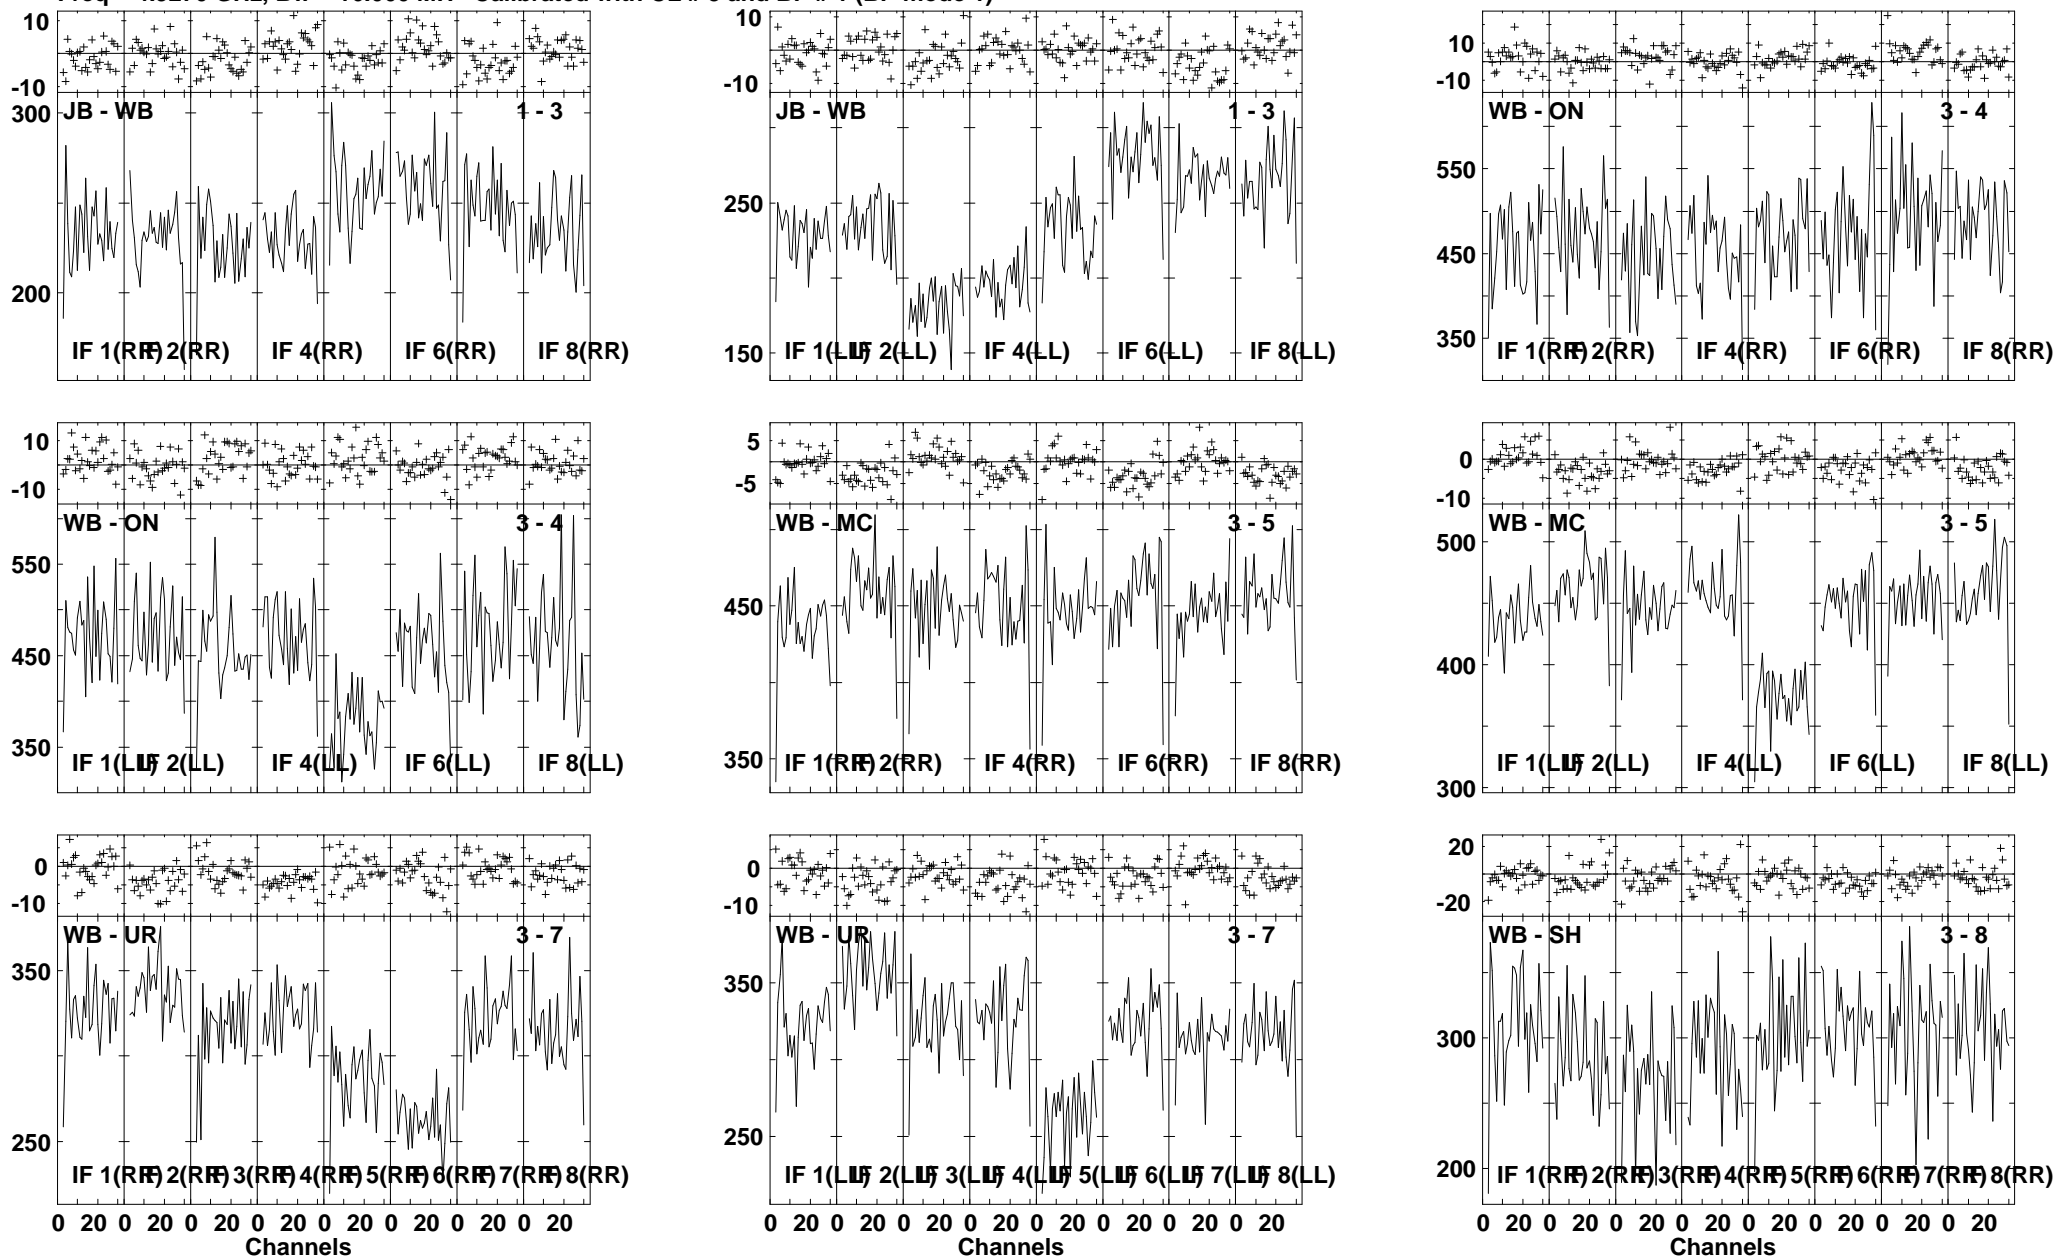 10
-10
300
200
JB - WB 1 - 3
IF 1(RR) IF 2(RR) IF 4(RR) IF 6(RR) IF 8(RR)
10
-10
250
150
JB - WB 1 - 3
IF 1(LL) IF 2(LL) IF 4(LL) IF 6(LL) IF 8(LL)
10
-10
550
450
350
WB - ON 3 - 4
IF 1(RR) IF 2(RR) IF 4(RR) IF 6(RR) IF 8(RR)
10
-10
550
450
350
WB - ON 3 - 4
IF 1(LL) IF 2(LL) IF 4(LL) IF 6(LL) IF 8(LL)
5
-5
450
350
WB - MC 3 - 5
IF 1(RR) IF 2(RR) IF 4(RR) IF 6(RR) IF 8(RR)
0
-10
500
400
300
WB - MC 3 - 5
IF 1(LL) IF 2(LL) IF 4(LL) IF 6(LL) IF 8(LL)
0
-10
350
250
WB - UR 3 - 7
IF 1(RR) IF 2(RR) IF 3(RR) IF 4(RR) IF 5(RR) IF 6(RR) IF 7(RR) IF 8(RR)
0 20 0 20 0 20 0 20 0 20 0 20 0 20 0 20
Channels
0
-10
350
250
WB - UR 3 - 7
IF 1(LL) IF 2(LL) IF 3(LL) IF 4(LL) IF 5(LL) IF 6(LL) IF 7(LL) IF 8(LL)
0 20 0 20 0 20 0 20 0 20 0 20 0 20 0 20
Channels
20
-20
300
200
WB - SH 3 - 8
IF 1(RR) IF 2(RR) IF 3(RR) IF 4(RR) IF 5(RR) IF 6(RR) IF 7(RR) IF 8(RR)
0 20 0 20 0 20 0 20 0 20 0 20 0 20 0 20
Channels